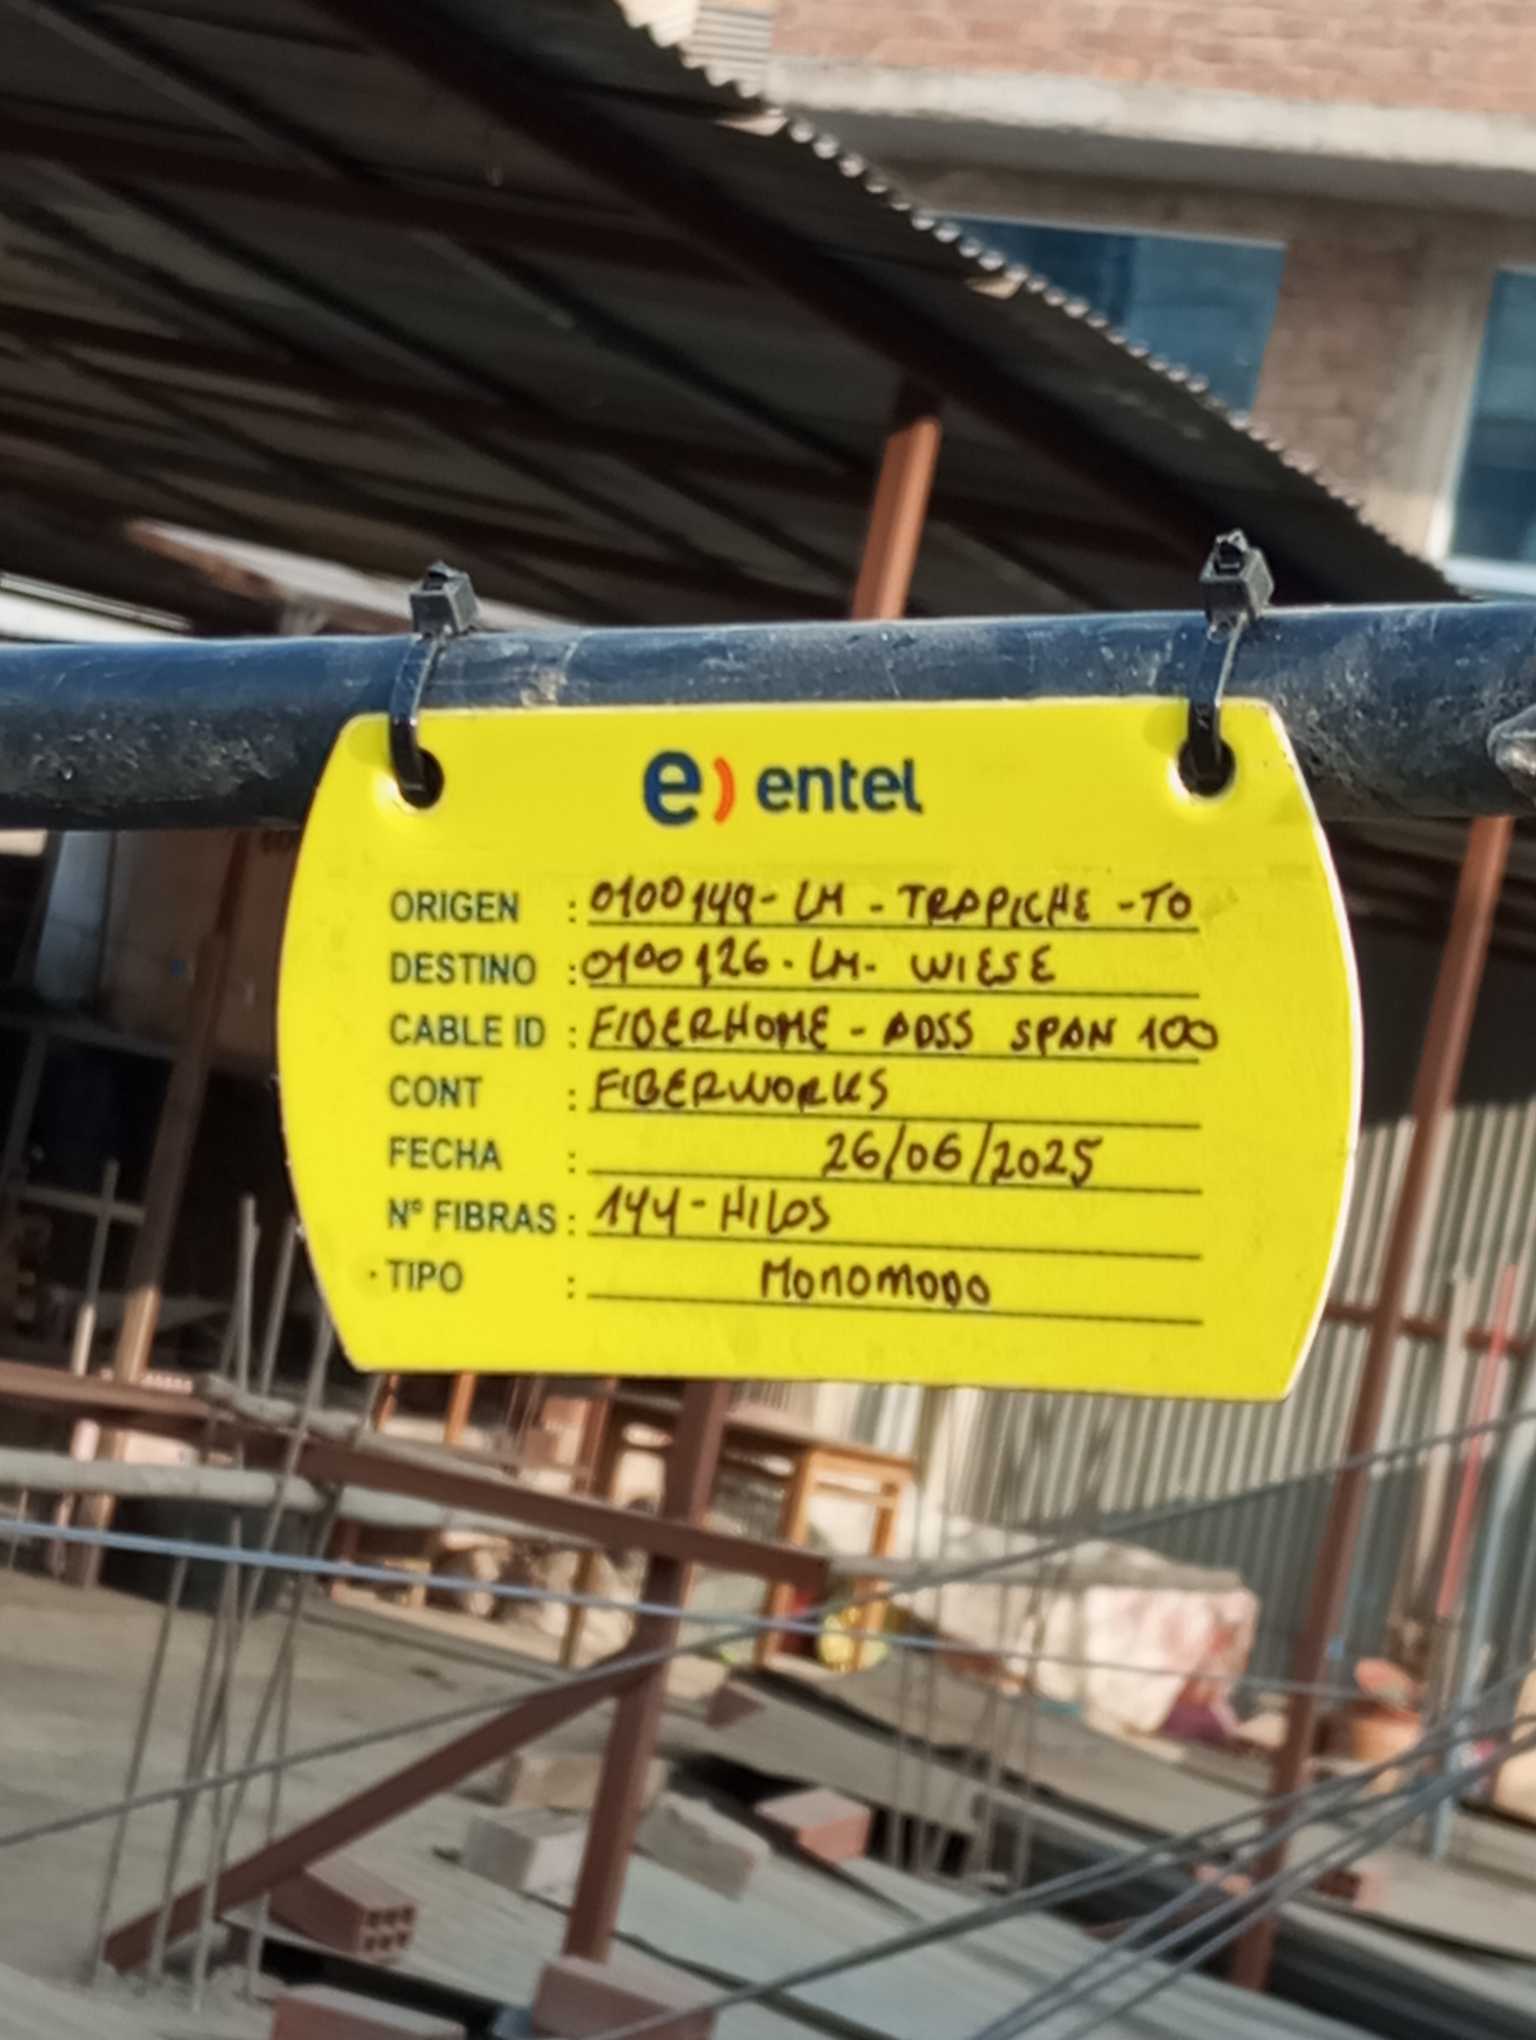 e) entel
ORIGEN : 0100149- LM - TRAPICHE -TO
DESTINO : 0100126- LM- WIESE
CABLE ID : FIBERHOME - ADSS SPAN 100
CONT : FIBERWORKS
FECHA : 26/06/2025
Nº FIBRAS : 144-HILOS
TIPO : MONOMODO